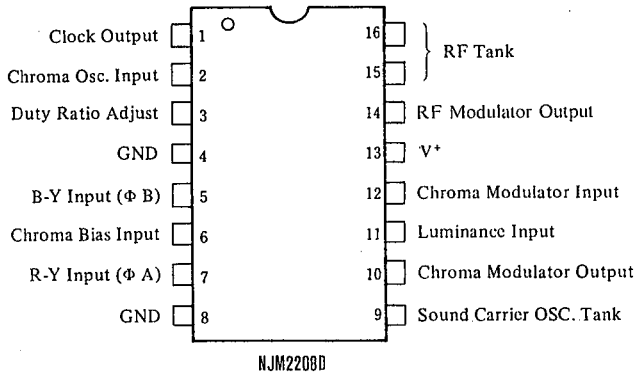 Clock Output 1
Chroma Osc. Input 2
Duty Ratio Adjust 3
GND 4
B-Y Input (Φ B) 5
Chroma Bias Input 6
R-Y Input (Φ A) 7
GND 8
16
RF Tank
15
14 RF Modulator Output
13 V+
12 Chroma Modulator Input
11 Luminance Input
10 Chroma Modulator Output
9 Sound Carrier OSC. Tank
NJM2208D